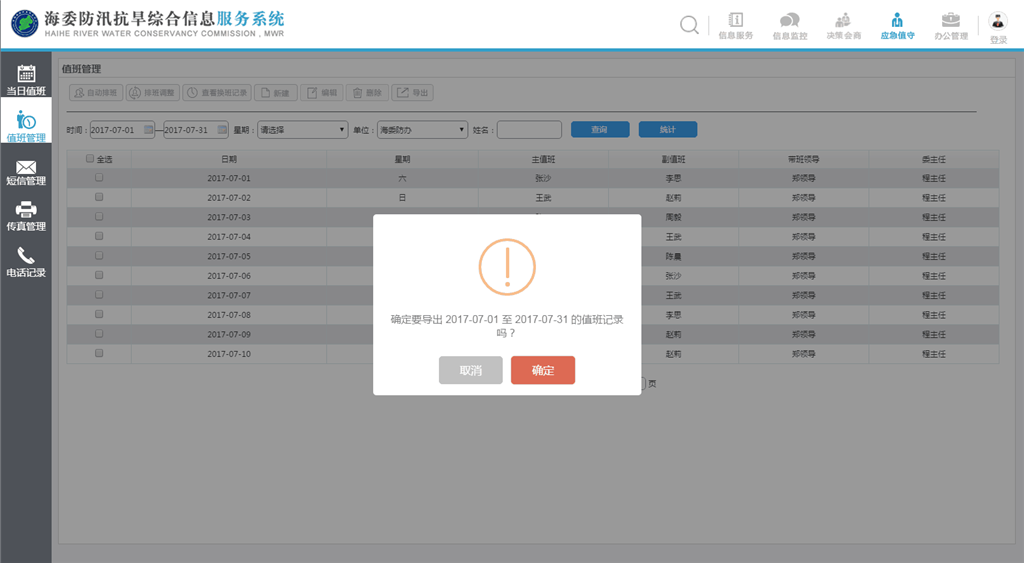 海委防汛抗旱综合信息服务系统
HAIHE RIVER WATER CONSERVANCY COMMISSION , MWR
信息服务 信息监控 决策会商 应急值守 办公管理 登录
当日值班
值班管理
短信管理
传真管理
电话记录
值班管理
自动排班 排班调整 查看排班记录 新建 编辑 删除 导出
时间: 2017-07-01 — 2017-07-31 星期: 请选择 单位: 海委防办 姓名: 查询 统计
全选 日期 星期 主值班 副值班 带班领导 委主任
2017-07-01 六 张沙 李思 郑领导 程主任
2017-07-02 日 王武 赵莉 郑领导 程主任
2017-07-03 周毅 郑领导 程主任
2017-07-04 王武 郑领导 程主任
2017-07-05 陈晨 郑领导 程主任
2017-07-06 张沙 郑领导 程主任
2017-07-07 王武 郑领导 程主任
2017-07-08 李思 郑领导 程主任
2017-07-09 赵莉 郑领导 程主任
2017-07-10 赵莉 郑领导 程主任
页
确定要导出 2017-07-01 至 2017-07-31 的值班记录
吗？
取消 确定